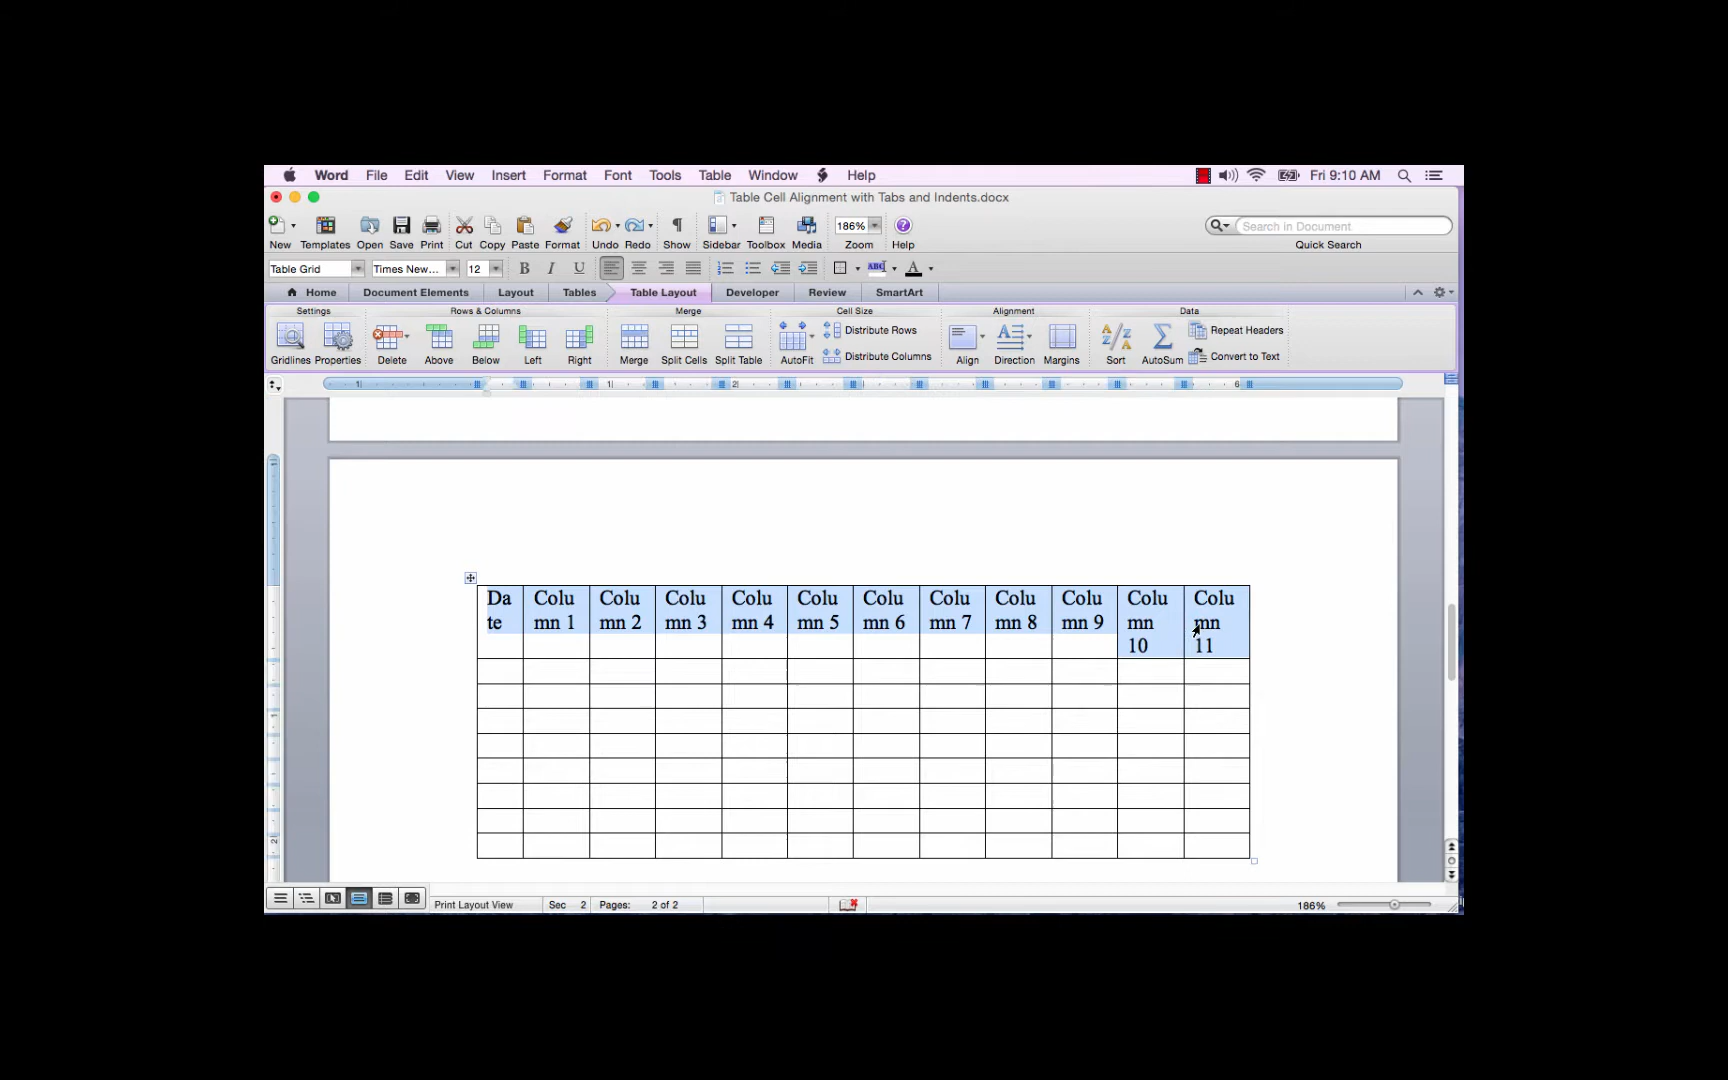 Word File Edit View Insert Format Font Tools Table Window Help Fri 9:10 AM
Table Cell Alignment with Tabs and Indents.docx
186% Search in Document
New Templates Open Save Print Cut Copy Paste Format Undo Redo Show Sidebar Toolbox Media Zoom Help Quick Search
Table Grid Times New... 12 B I U ABC A
Home Document Elements Layout Tables Table Layout Developer Review SmartArt
Settings Rows & Columns Merge Cell Size Alignment Data
Distribute Rows Repeat Headers
Distribute Columns Convert to Text
Gridlines Properties Delete Above Below Left Right Merge Split Cells Split Table AutoFit Align Direction Margins Sort AutoSum
1 1 2 6
Da Colu Colu Colu Colu Colu Colu Colu Colu Colu Colu Colu
te mn 1 mn 2 mn 3 mn 4 mn 5 mn 6 mn 7 mn 8 mn 9 mn mn
10 11
1
2
Print Layout View Sec 2 Pages: 2 of 2 186%